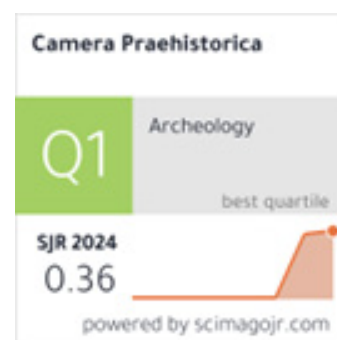 Camera Praehistorica
Q1
Archeology
best quartile
SJR 2024
0.36
powered by scimagojr.com